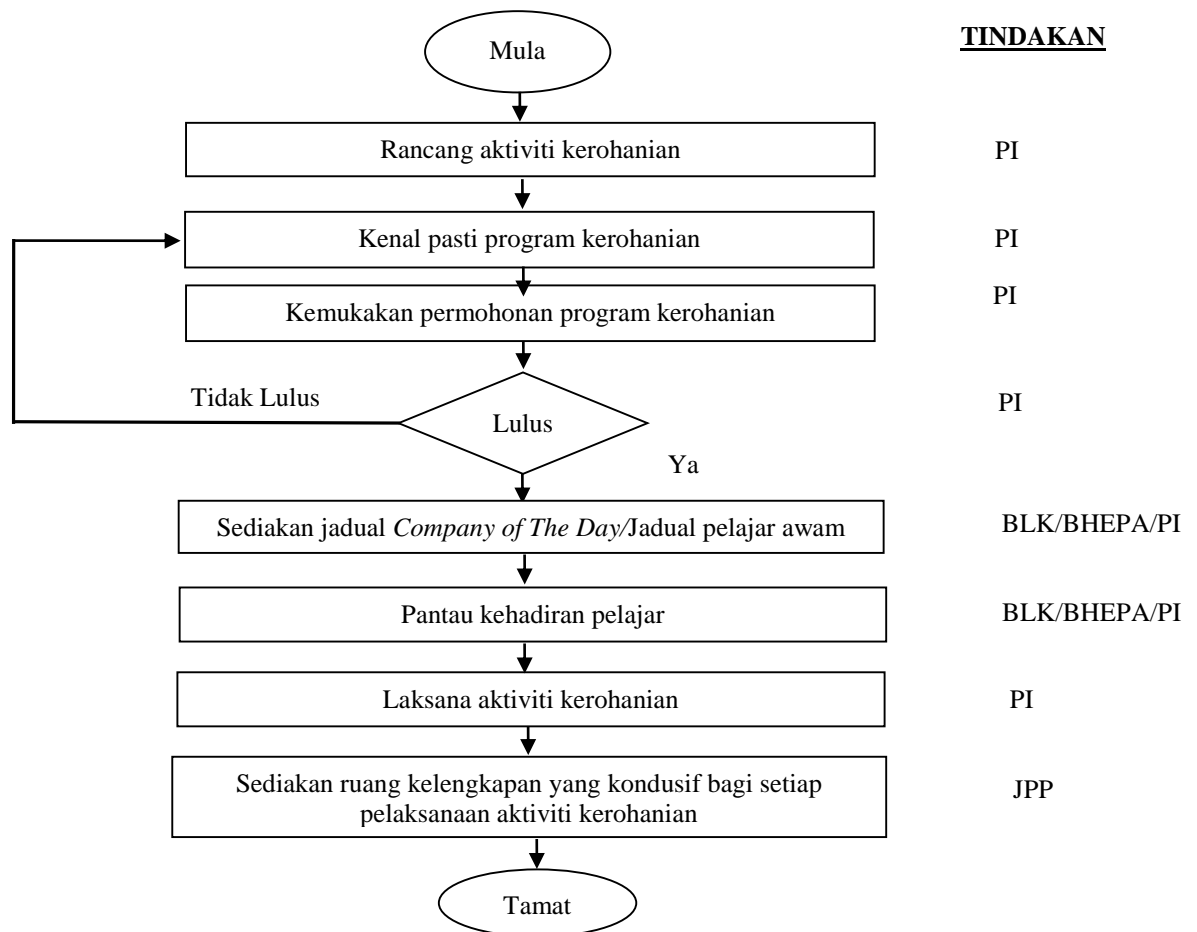 Mula
TINDAKAN
Rancang aktiviti kerohanian
PI
Kenal pasti program kerohanian
PI
Kemukakan permohonan program kerohanian
PI
Tidak Lulus
Lulus
PI
Ya
Sediakan jadual Company of The Day/Jadual pelajar awam
BLK/BHEPA/PI
Pantau kehadiran pelajar
BLK/BHEPA/PI
Laksana aktiviti kerohanian
PI
Sediakan ruang kelengkapan yang kondusif bagi setiap
pelaksanaan aktiviti kerohanian
JPP
Tamat